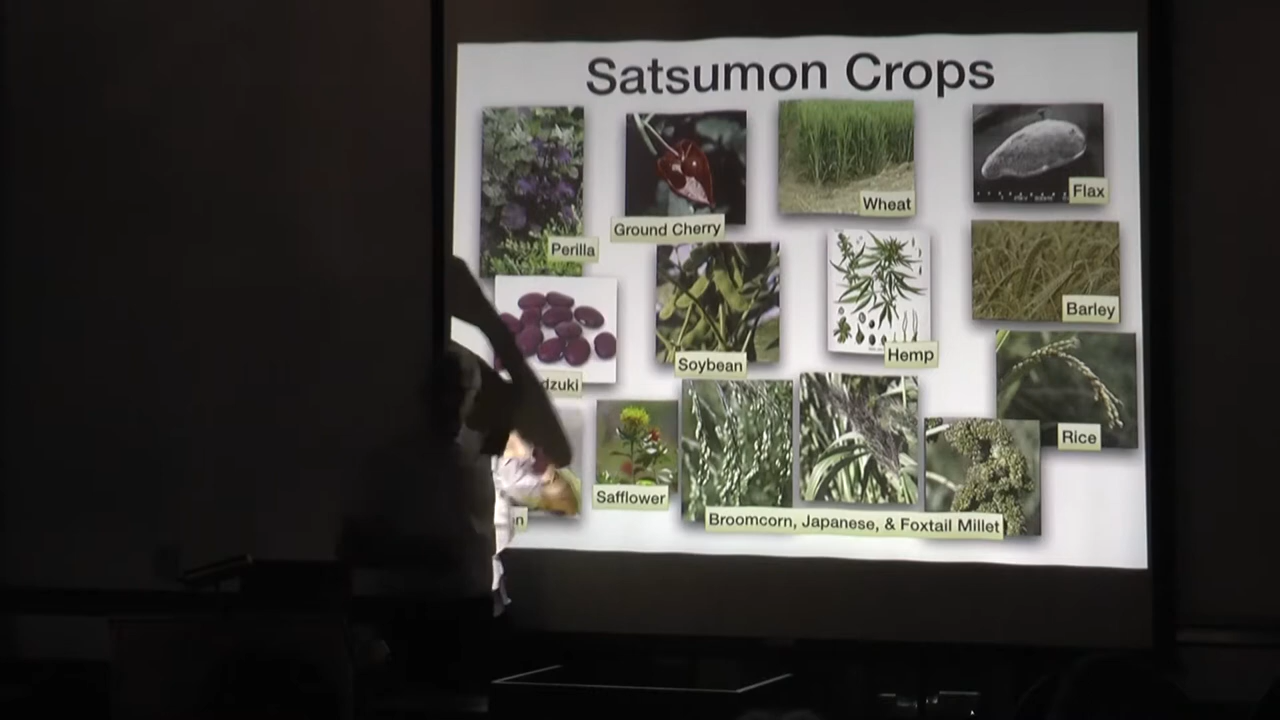 Satsumon Crops
Perilla
Ground Cherry
Wheat
Flax
Soybean
Hemp
Barley
Rice
Safflower
Broomcorn, Japanese, & Foxtail Millet